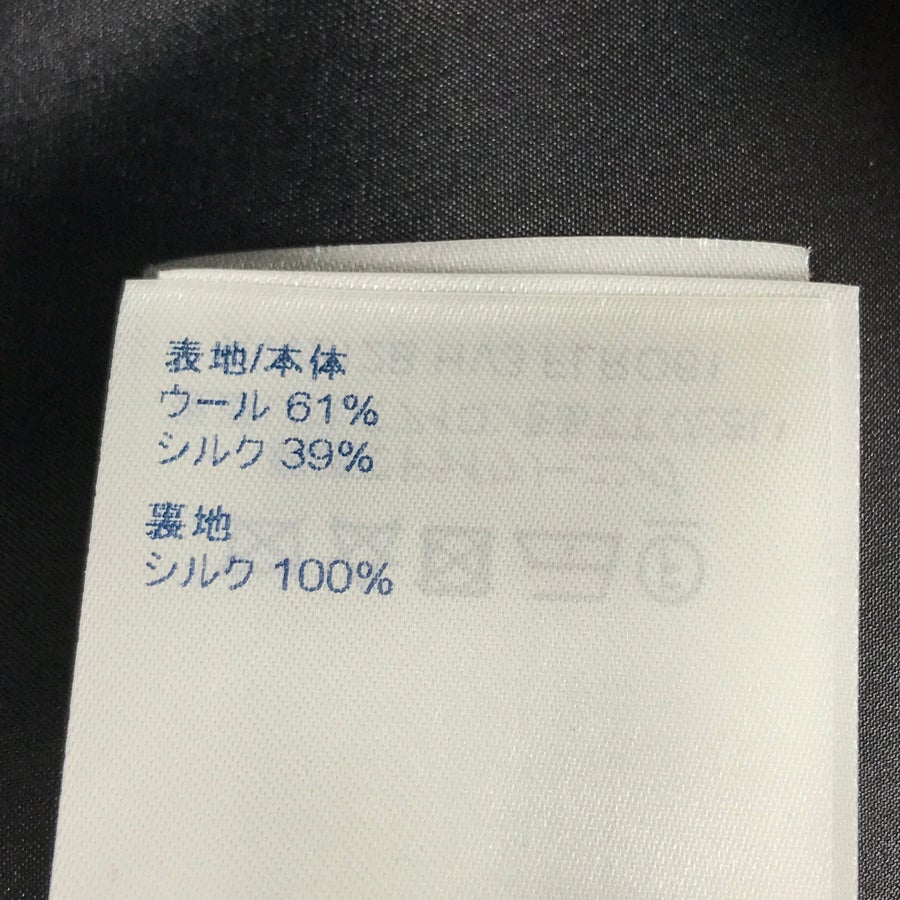 表地/本体
ウール 61%
シルク 39%
裏地
シルク 100%